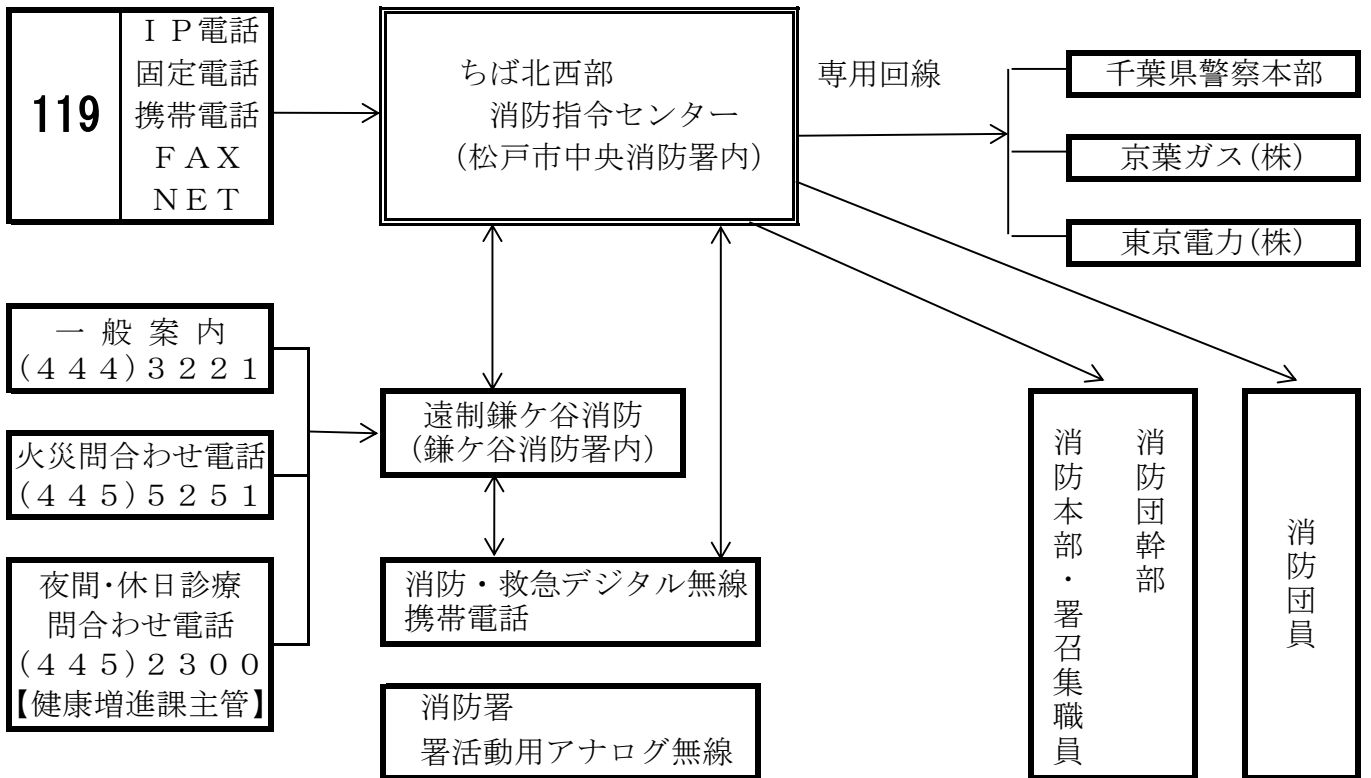 119
ＩＰ電話
固定電話
携帯電話
ＦＡＸ
ＮＥＴ
ちば北西部
消防指令センター
(松戸市中央消防署内)
専用回線
千葉県警察本部
京葉ガス(株)
東京電力(株)
一般案内
(４４４)３２２１
火災問合わせ電話
(４４５)５２５１
夜間・休日診療
問合わせ電話
(４４５)２３００
【健康増進課主管】
遠制鎌ケ谷消防
(鎌ケ谷消防署内)
消防・救急デジタル無線
携帯電話
消防署
署活動用アナログ無線
消防団幹部
消防本部・署召集職員
消防団員